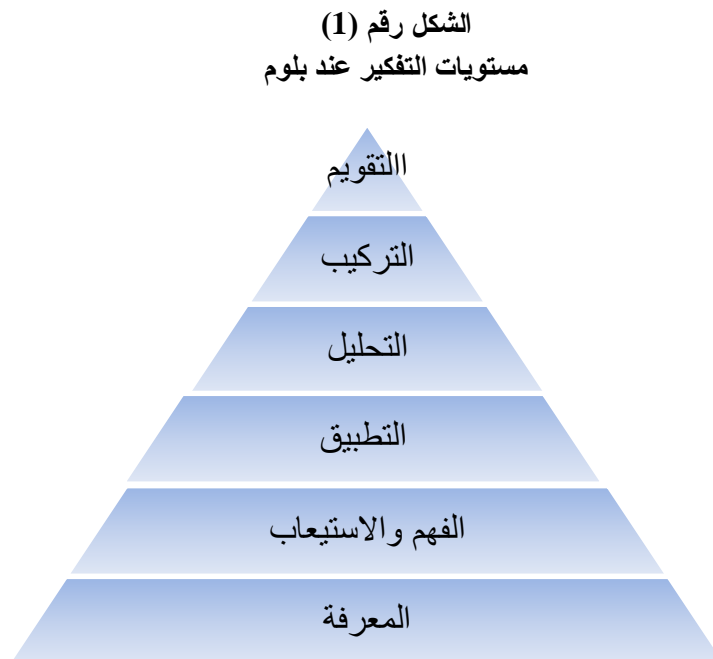 الشكل رقم (1)
مستويات التفكير عند بلوم
االتقويم
التركيب
التحليل
التطبيق
الفهم والاستيعاب
المعرفة